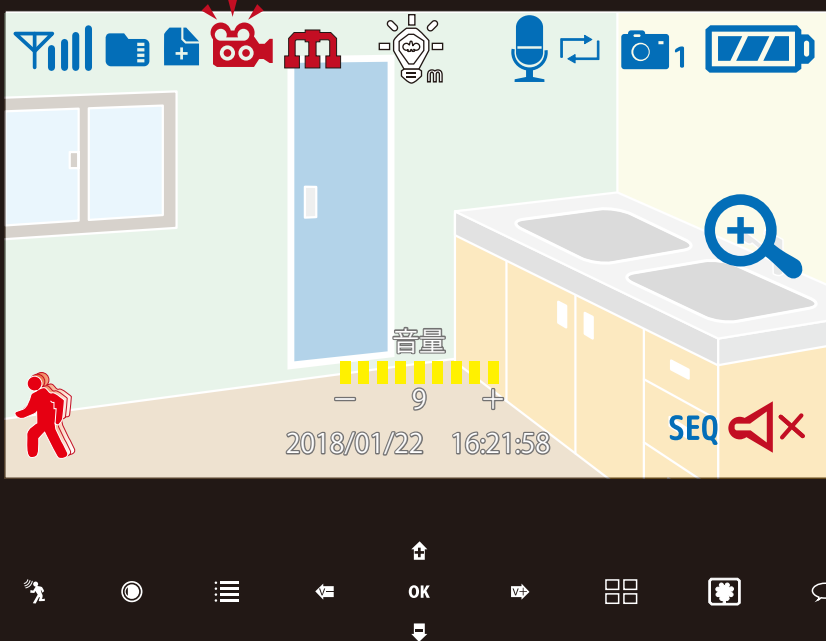 m
m
1
音量
− 9 +
2018/01/22 16:21:58
SEQ
V−
OK
V+